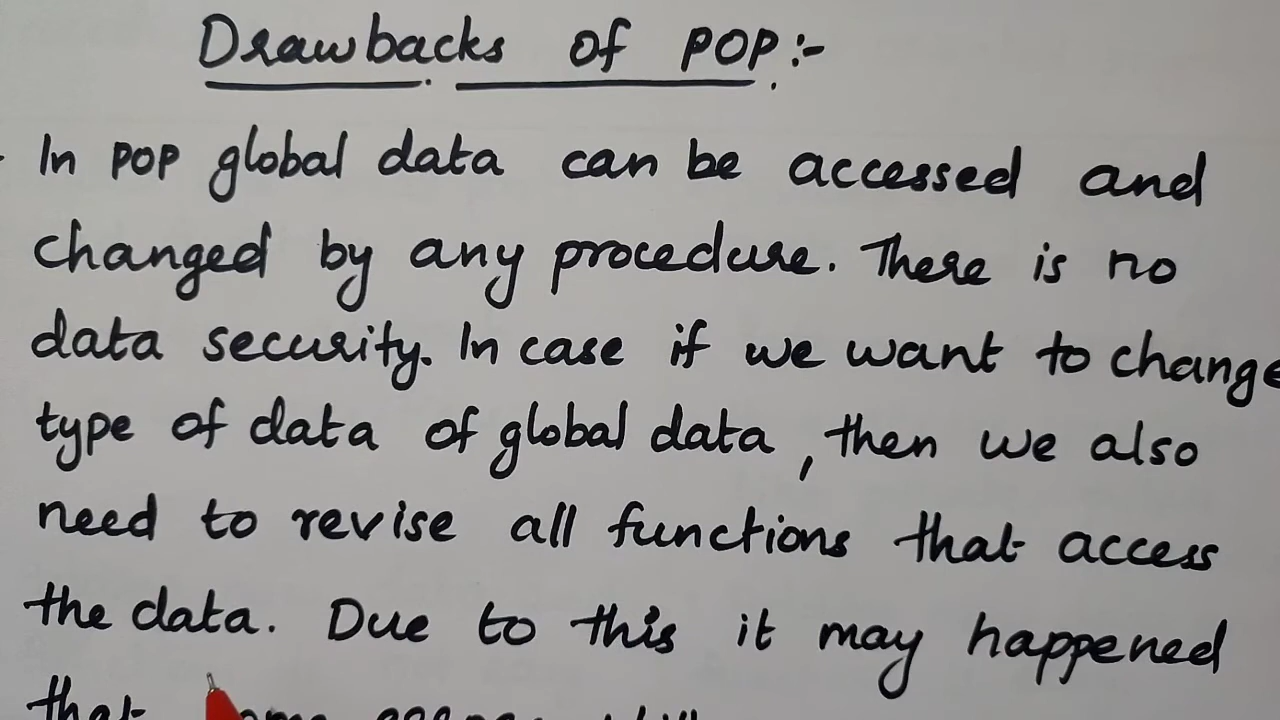 Drawbacks of POP:-
In POP global data can be accessed and
changed by any procedure. There is no
data security. In case if we want to change
type of data of global data, then we also
need to revise all functions that access
the data. Due to this it may happened
that